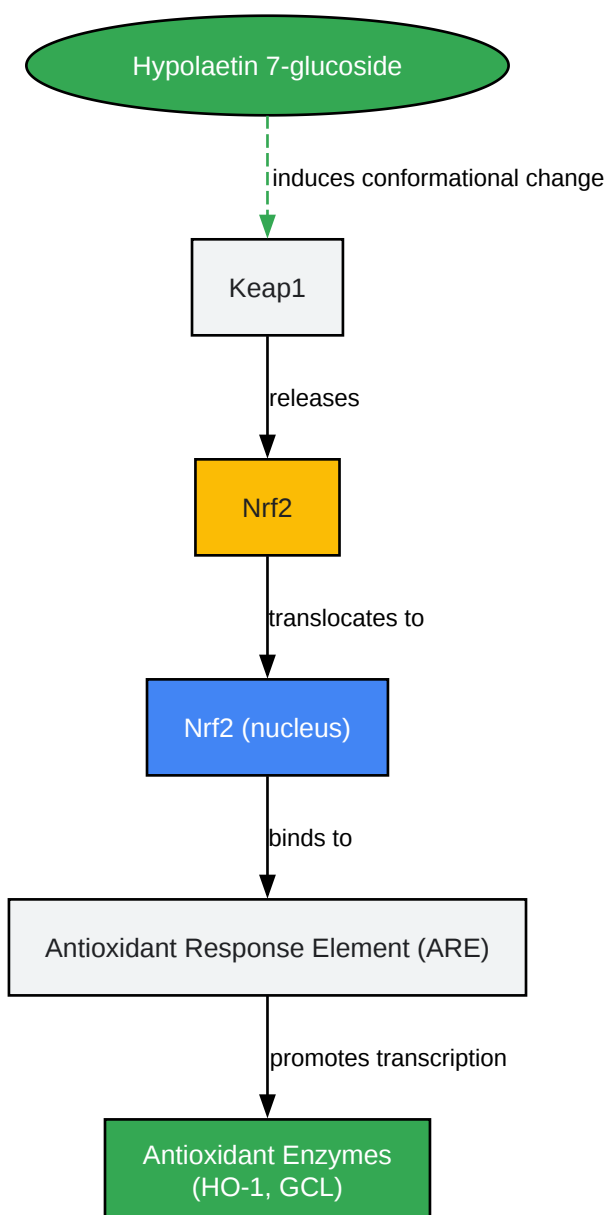 Hypolaetin 7-glucoside
induces conformational change
Keap1
releases
Nrf2
translocates to
Nrf2 (nucleus)
binds to
Antioxidant Response Element (ARE)
promotes transcription
Antioxidant Enzymes
(HO-1, GCL)